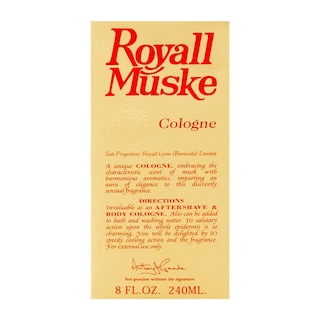 Royall
Muske
Cologne
Sole Proprietor: Royall Lyme (Bermuda) Limited
A unique COLOGNE, embracing the
characteristic scent of musk with
harmonious aromatics, imparting an
aura of elegance to this discreetly
sensual fragrance.
DIRECTIONS
Invaluable as an AFTERSHAVE &
BODY COLOGNE. Also can be added
to bath and washing water. Its salutary
action upon the whole epidermis is so
charming. You will be delighted by it's
speedy cooling action and the fragrance.
For external use only.
Not genuine without the signature.
8 FL.OZ. 240ML.